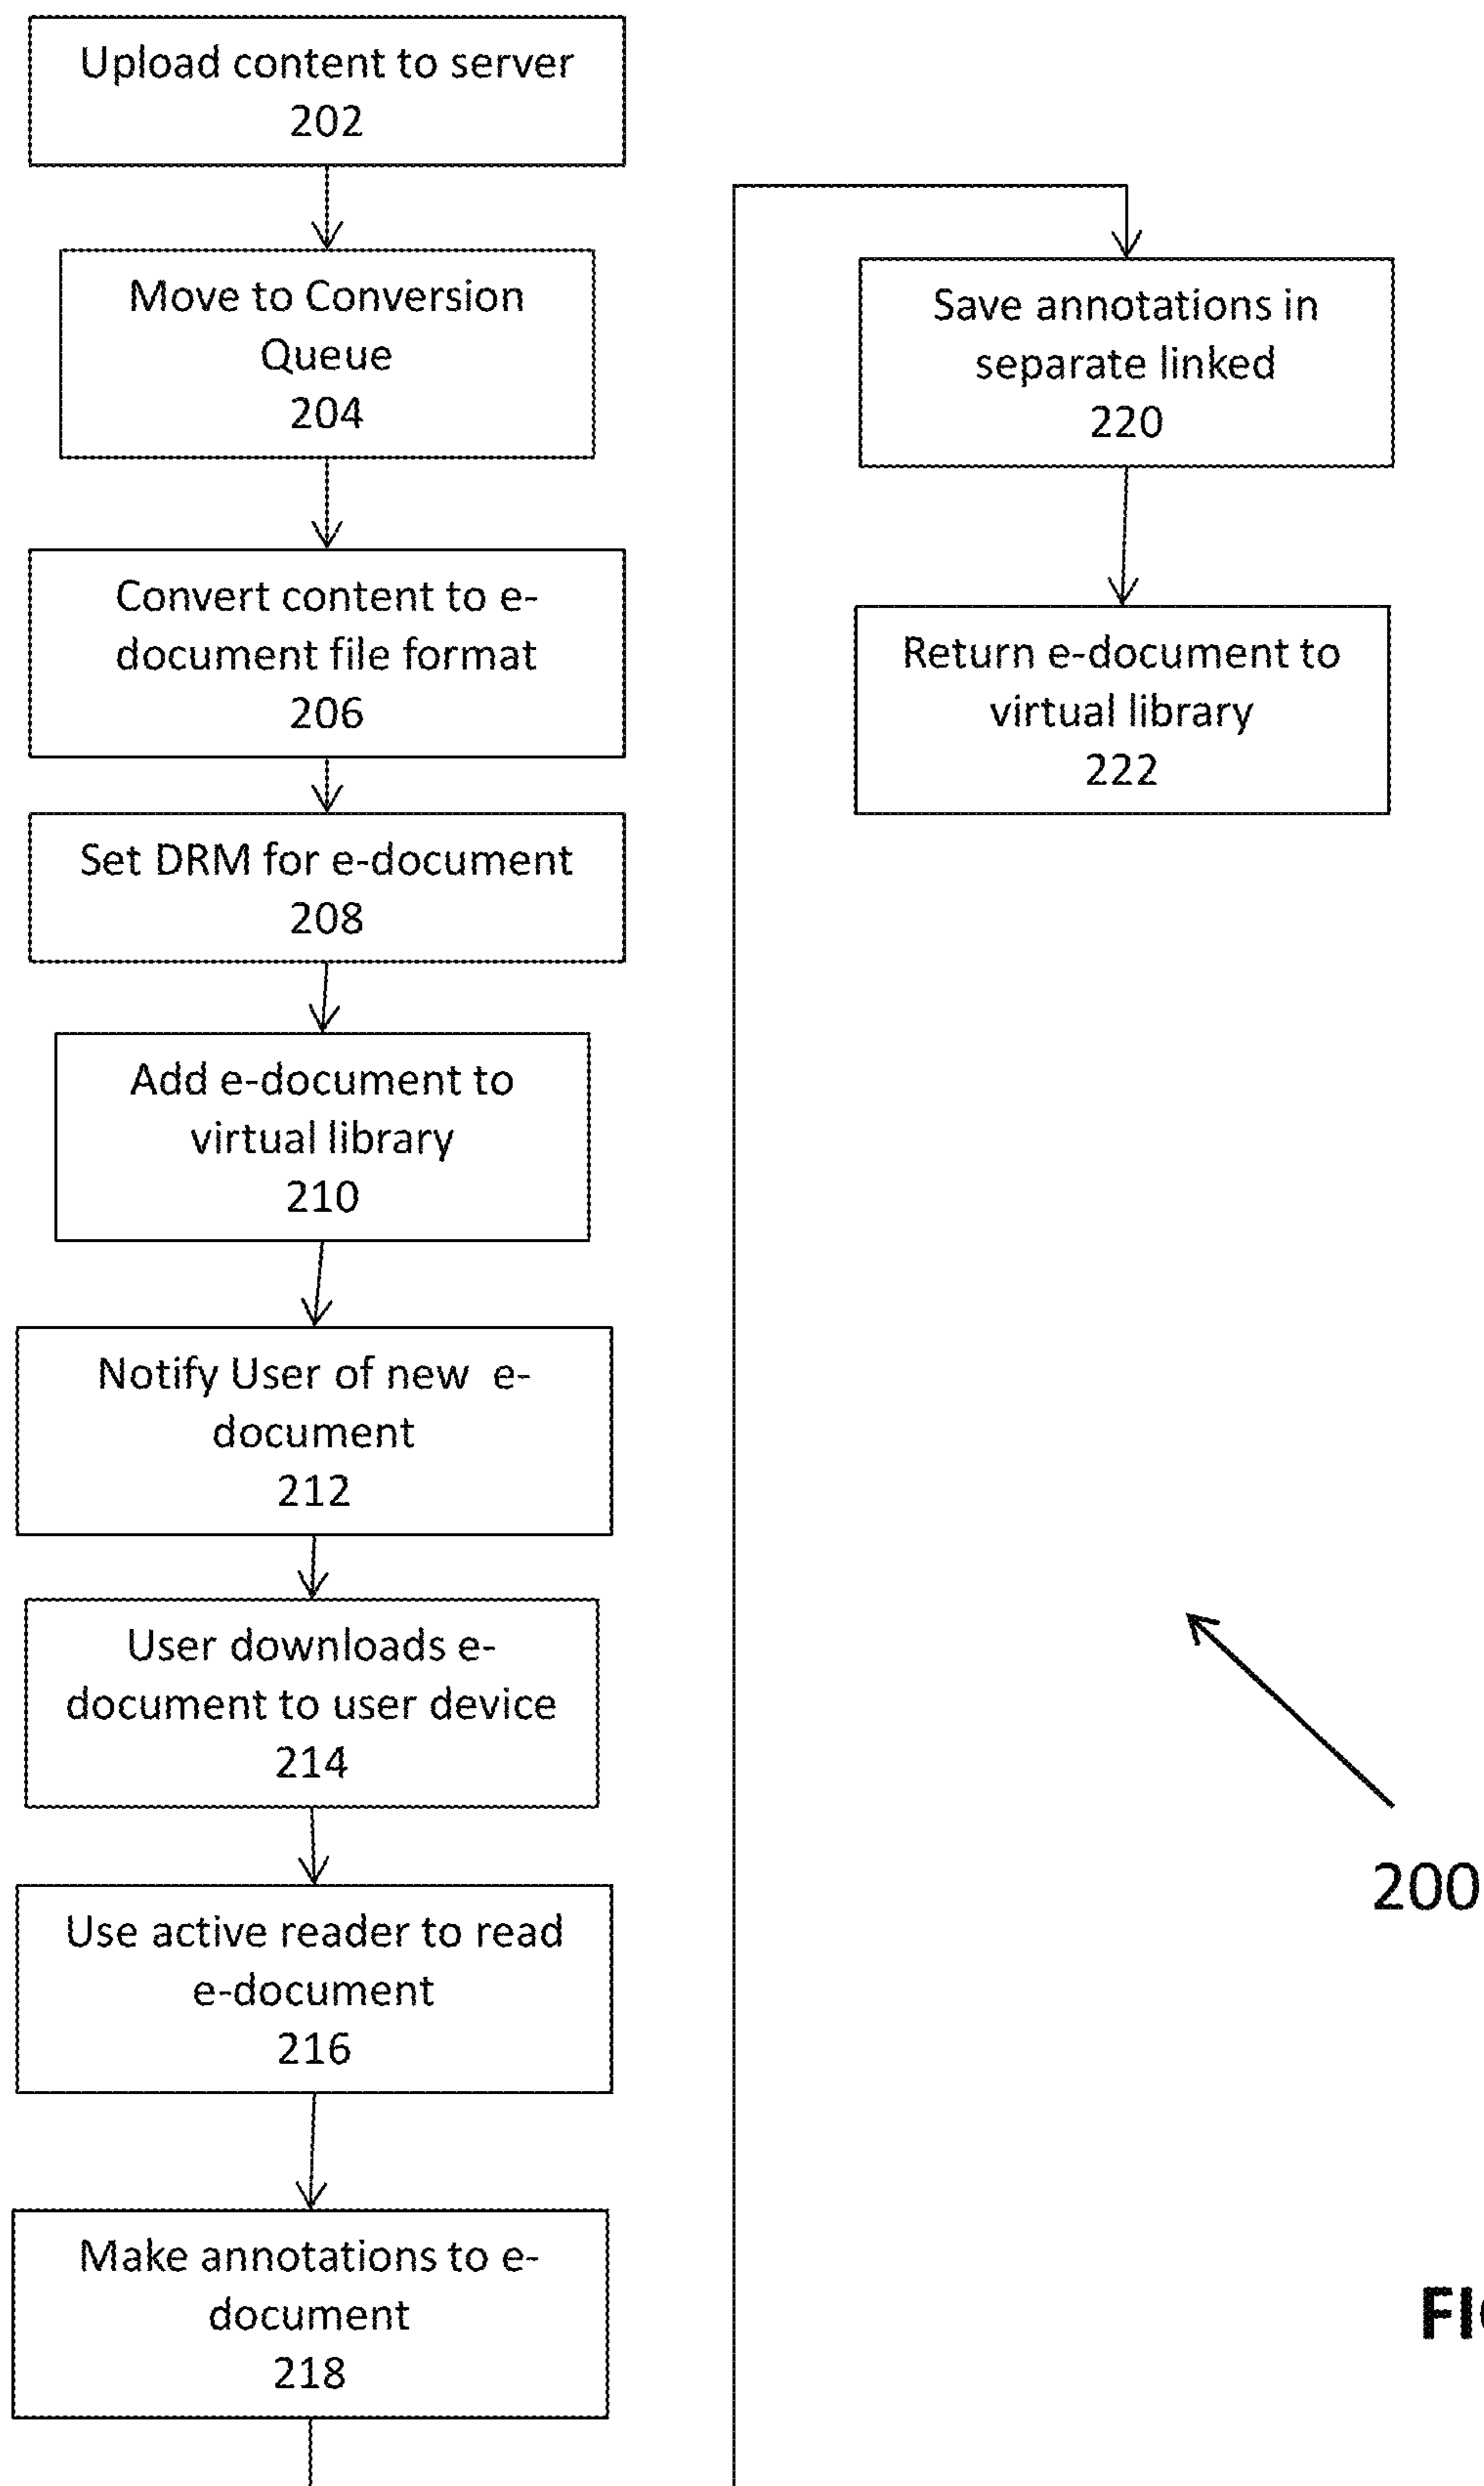 Upload content to server
202
Move to Conversion
Queue
204
Convert content to e-
document file format
206
Set DRM for e-document
208
Add e-document to
virtual library
210
Notify User of new e-
document
212
User downloads e-
document to user device
214
Use active reader to read
e-document
216
Make annotations to e-
document
218
Save annotations in
separate linked
220
Return e-document to
virtual library
222
200